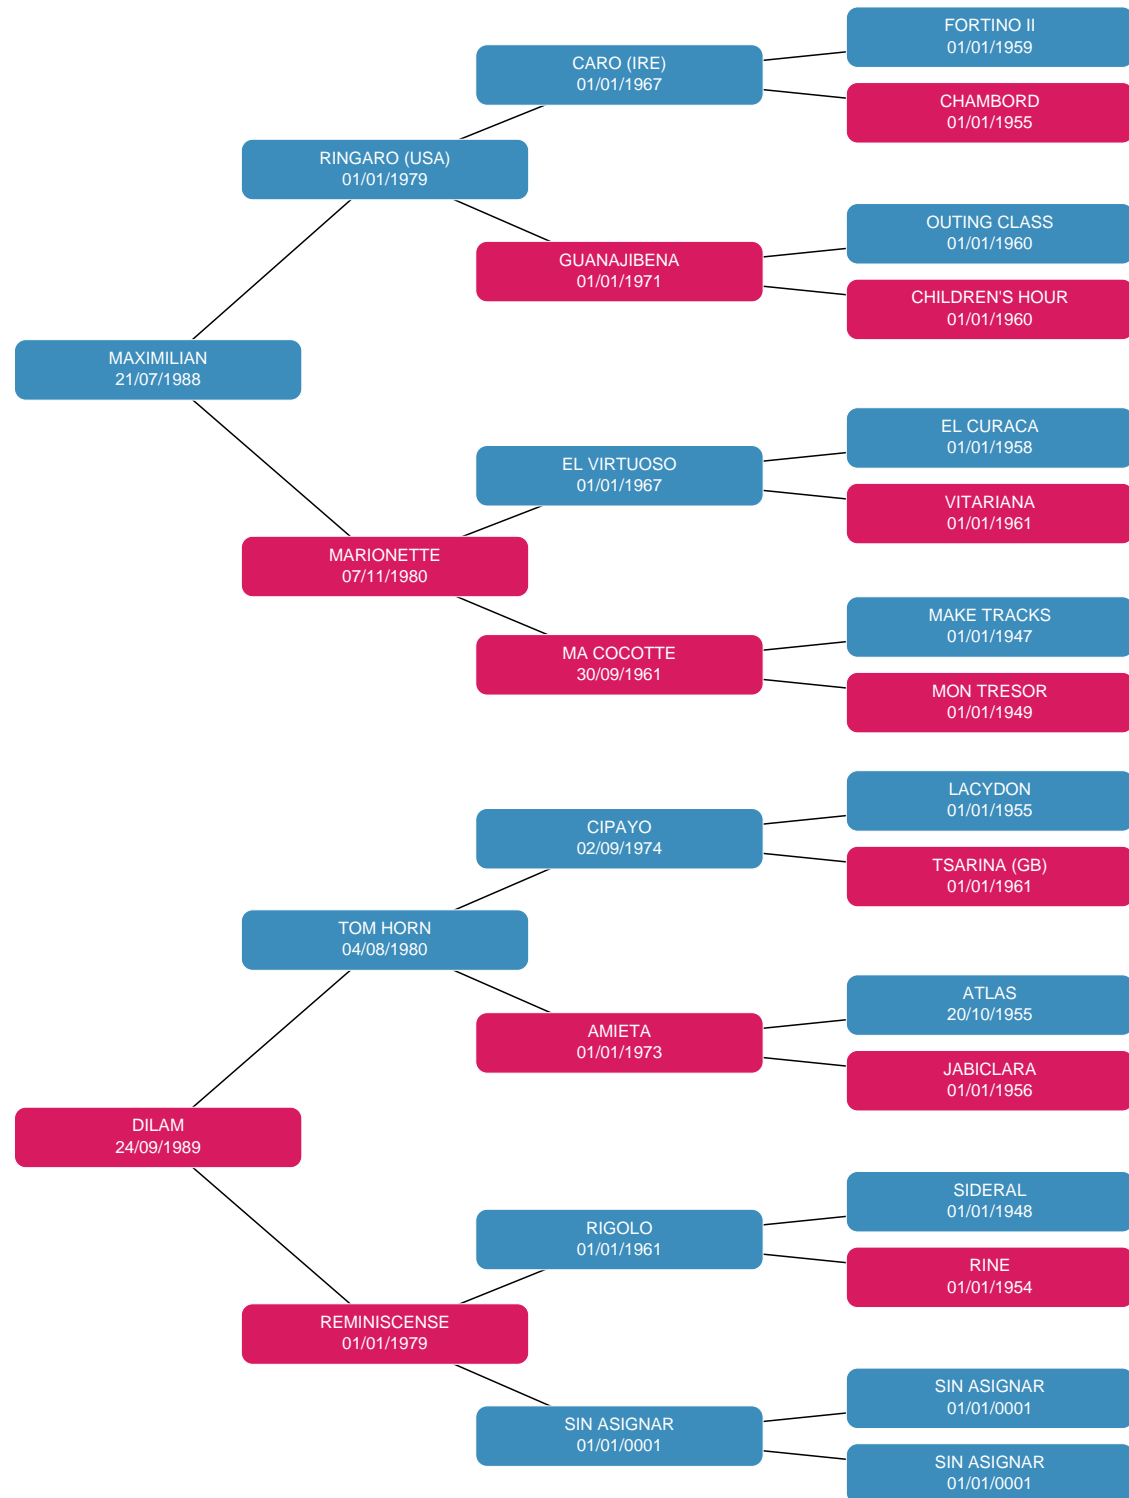 FORTINO II
01/01/1959
CARO (IRE)
01/01/1967
CHAMBORD
01/01/1955
RINGARO (USA)
01/01/1979
OUTING CLASS
01/01/1960
GUANAJIBENA
01/01/1971
CHILDREN'S HOUR
01/01/1960
MAXIMILIAN
21/07/1988
EL CURACA
01/01/1958
EL VIRTUOSO
01/01/1967
VITARIANA
01/01/1961
MARIONETTE
07/11/1980
MAKE TRACKS
01/01/1947
MA COCOTTE
30/09/1961
MON TRESOR
01/01/1949
LACYDON
01/01/1955
CIPAYO
02/09/1974
TSARINA (GB)
01/01/1961
TOM HORN
04/08/1980
ATLAS
20/10/1955
AMIETA
01/01/1973
JABICLARA
01/01/1956
DILAM
24/09/1989
SIDERAL
01/01/1948
RIGOLO
01/01/1961
RINE
01/01/1954
REMINISCENSE
01/01/1979
SIN ASIGNAR
01/01/0001
SIN ASIGNAR
01/01/0001
SIN ASIGNAR
01/01/0001